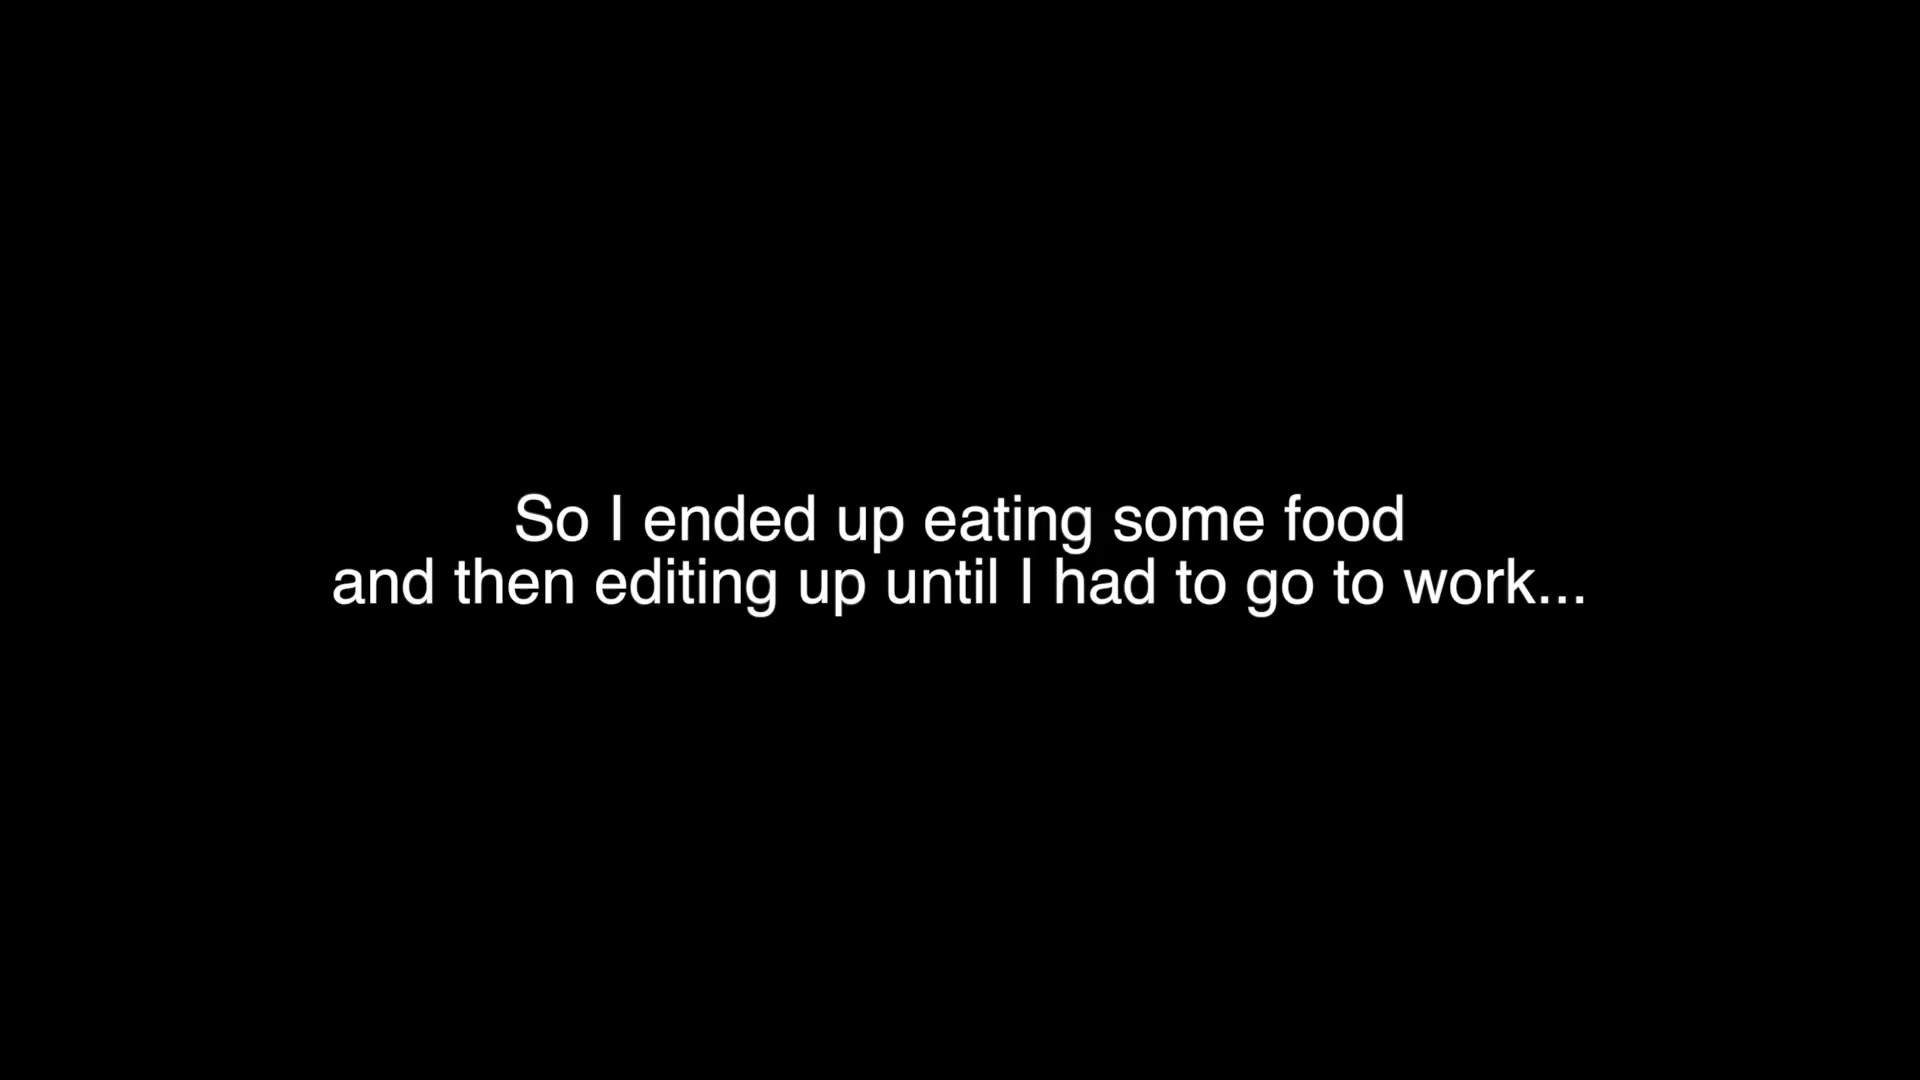 So I ended up eating some food
and then editing up until I had to go to work...